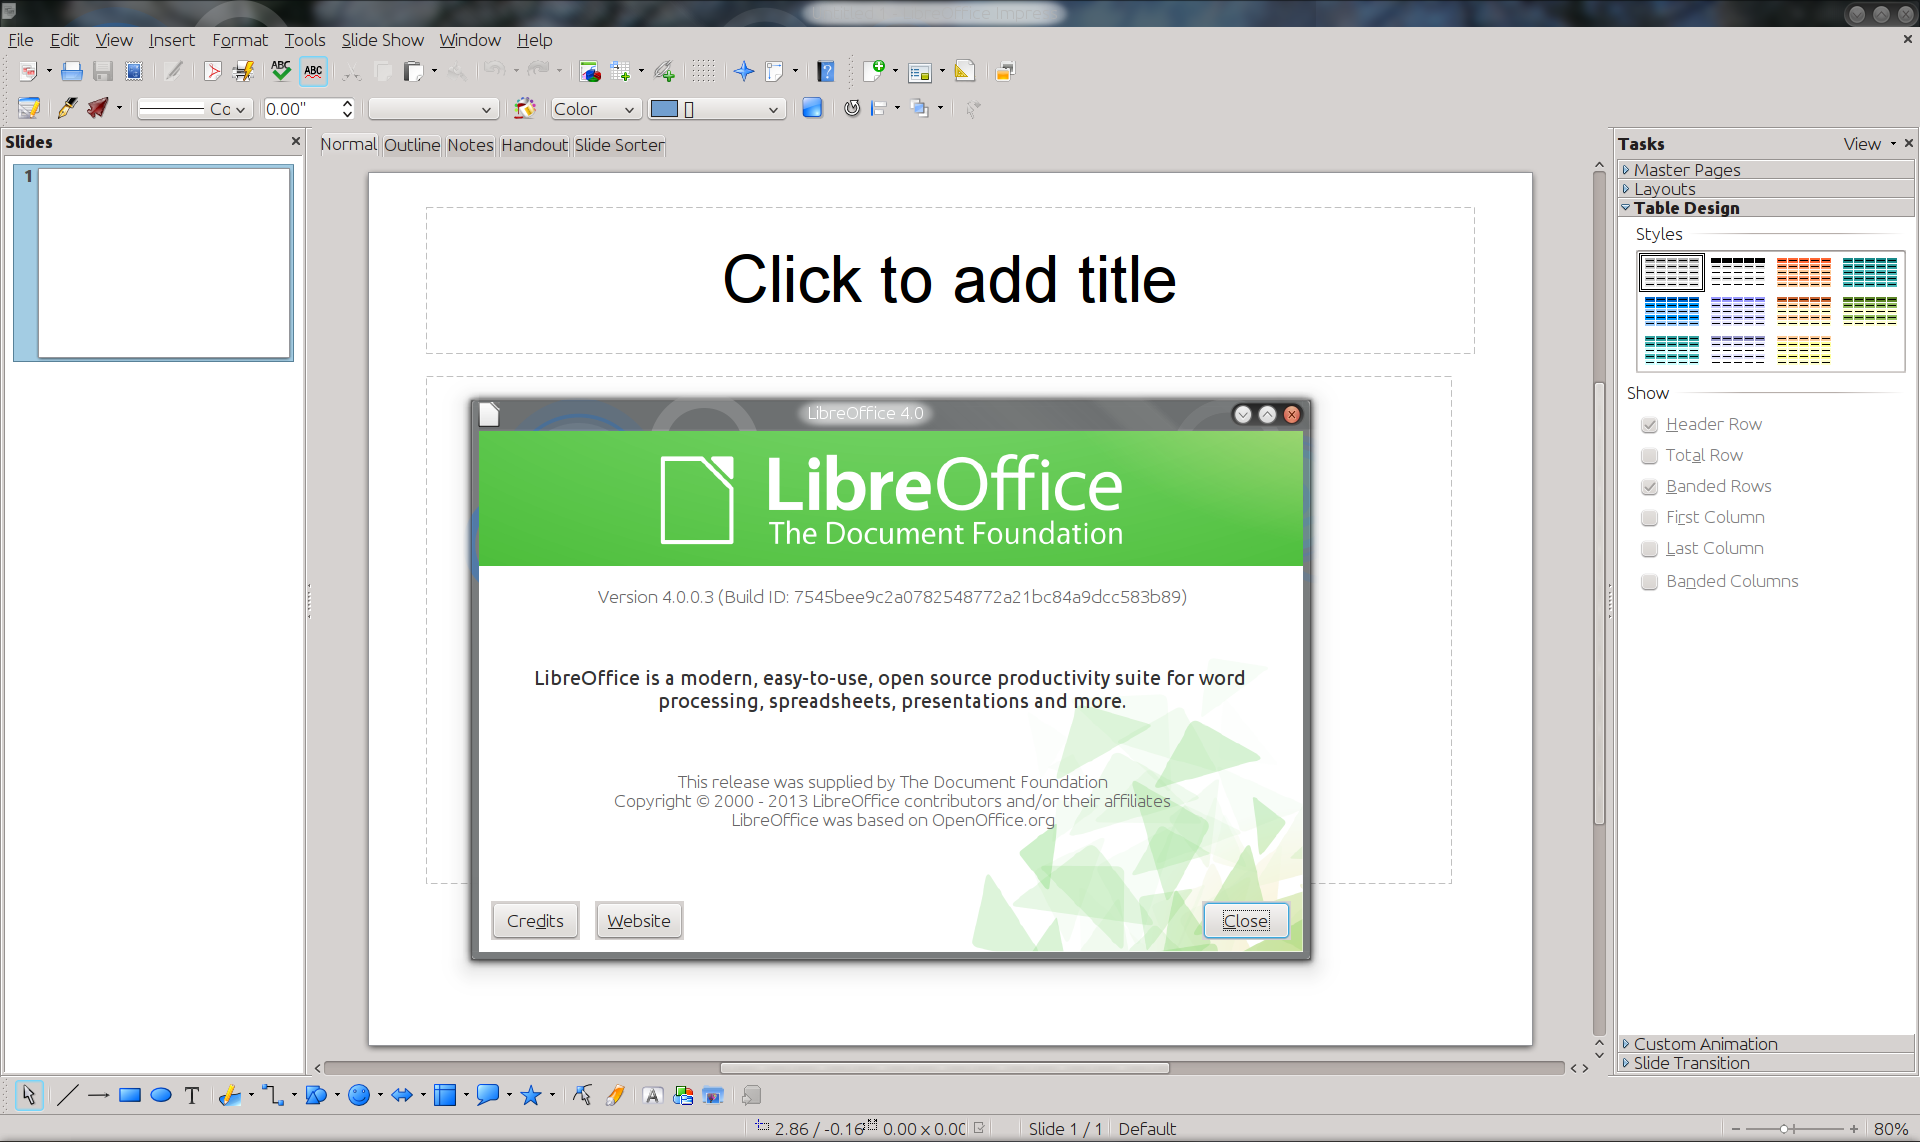 File Edit View Insert Format Tools Slide Show Window Help
ABC ABC
Co 0.00" Color []
Slides
1
Normal Outline Notes Handout Slide Sorter
Click to add title
LibreOffice 4.0
LibreOffice
The Document Foundation
Version 4.0.0.3 (Build ID: 7545bee9c2a0782548772a21bc84a9dcc583b89)
LibreOffice is a modern, easy-to-use, open source productivity suite for word
processing, spreadsheets, presentations and more.
This release was supplied by The Document Foundation
Copyright © 2000 - 2013 LibreOffice contributors and/or their affiliates
LibreOffice was based on OpenOffice.org
Credits Website Close
Tasks View
Master Pages
Layouts
Table Design
Styles
Show
Header Row
Total Row
Banded Rows
First Column
Last Column
Banded Columns
Custom Animation
Slide Transition
T A
2.86 / -0.16 0.00 x 0.00 Slide 1 / 1 Default 80%